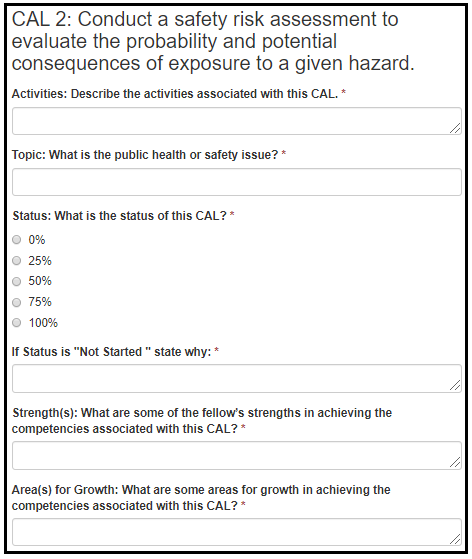 CAL 2: Conduct a safety risk assessment to
evaluate the probability and potential
consequences of exposure to a given hazard.
Activities: Describe the activities associated with this CAL. *
Topic: What is the public health or safety issue? *
Status: What is the status of this CAL? *
0%
25%
50%
75%
100%
If Status is "Not Started " state why: *
Strength(s): What are some of the fellow's strengths in achieving the
competencies associated with this CAL? *
Area(s) for Growth: What are some areas for growth in achieving the
competencies associated with this CAL? *